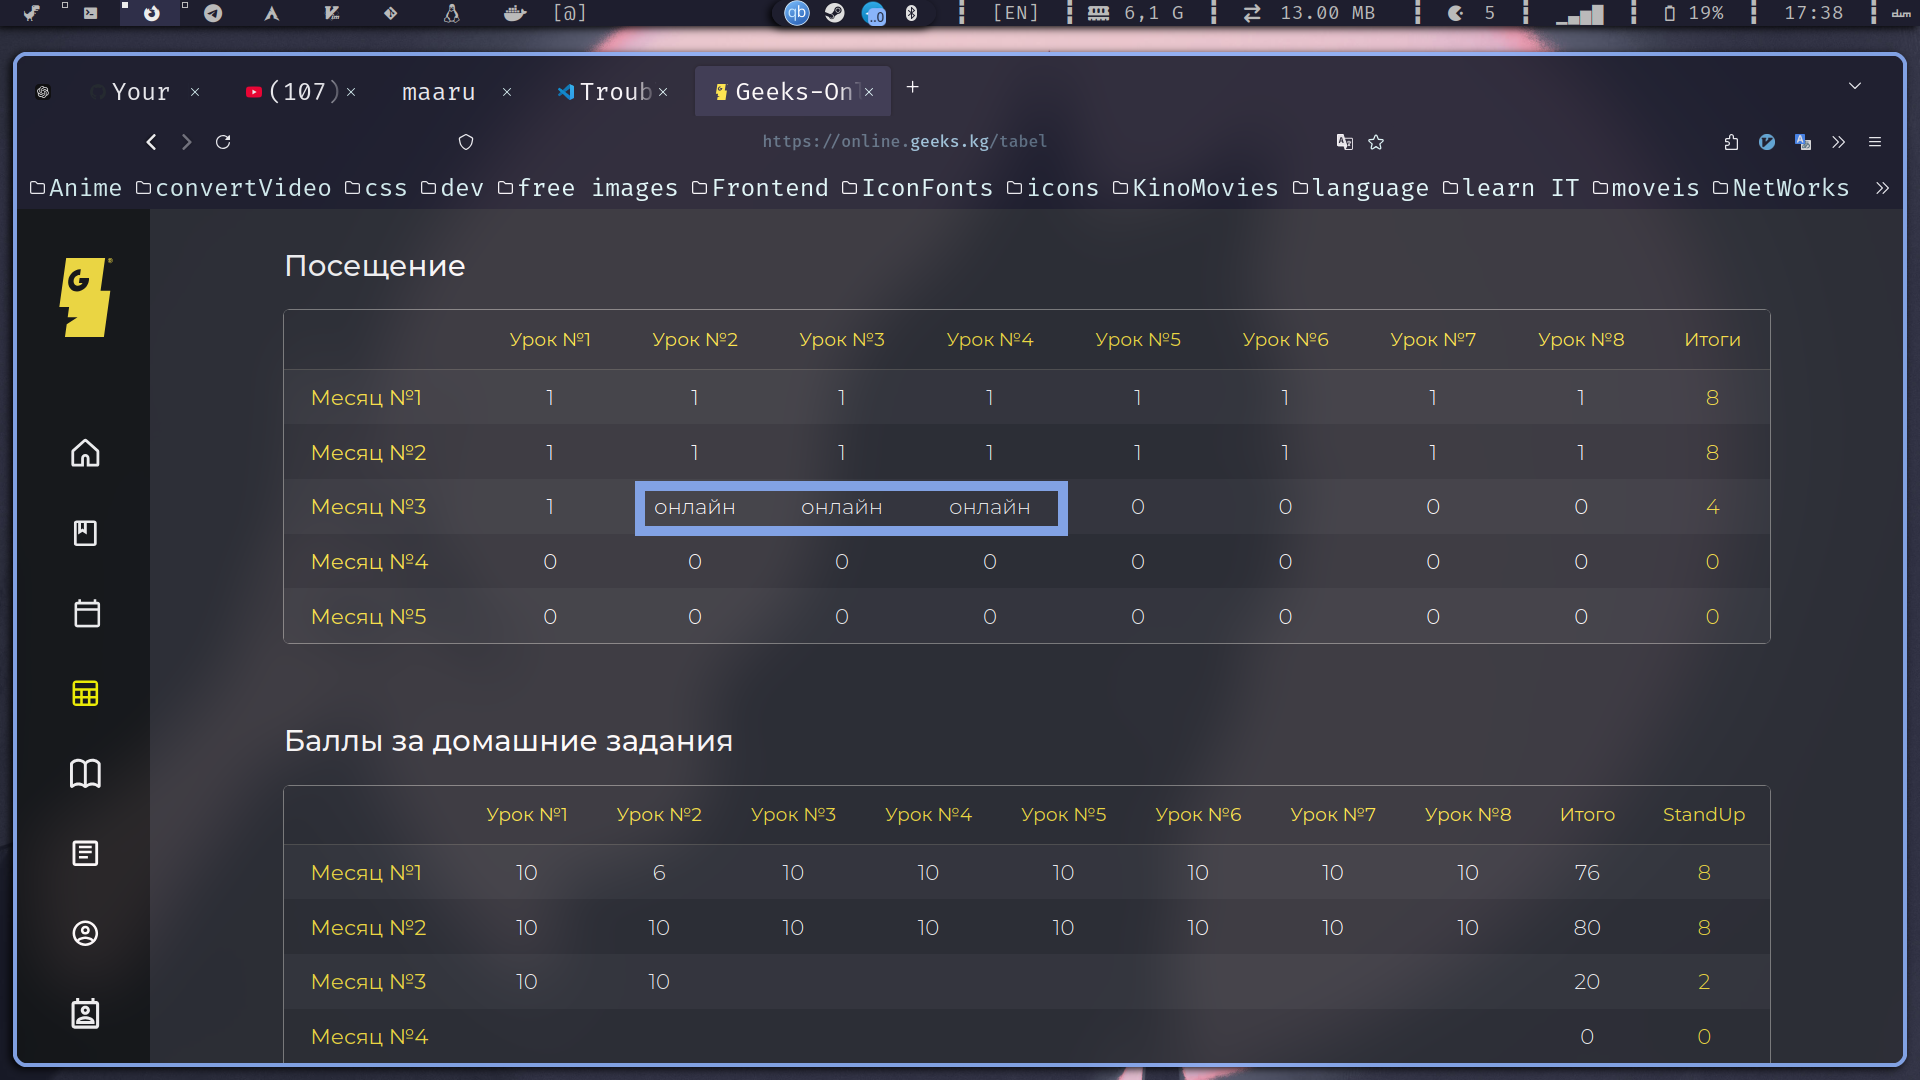 [@] qb ..0 [EN] 6,1 G 13.00 MB 5 19% 17:38 dwm
Your × (107) × maaru × Troub × Geeks-Onl × +
https://online.geeks.kg/tabel
Anime convertVideo css dev free images Frontend IconFonts icons KinoMovies language learn IT moveis NetWorks »
Посещение
Урок №1 Урок №2 Урок №3 Урок №4 Урок №5 Урок №6 Урок №7 Урок №8 Итоги
Месяц №1 1 1 1 1 1 1 1 1 8
Месяц №2 1 1 1 1 1 1 1 1 8
Месяц №3 1 онлайн онлайн онлайн 0 0 0 0 4
Месяц №4 0 0 0 0 0 0 0 0 0
Месяц №5 0 0 0 0 0 0 0 0 0
Баллы за домашние задания
Урок №1 Урок №2 Урок №3 Урок №4 Урок №5 Урок №6 Урок №7 Урок №8 Итого StandUp
Месяц №1 10 6 10 10 10 10 10 10 76 8
Месяц №2 10 10 10 10 10 10 10 10 80 8
Месяц №3 10 10 20 2
Месяц №4 0 0